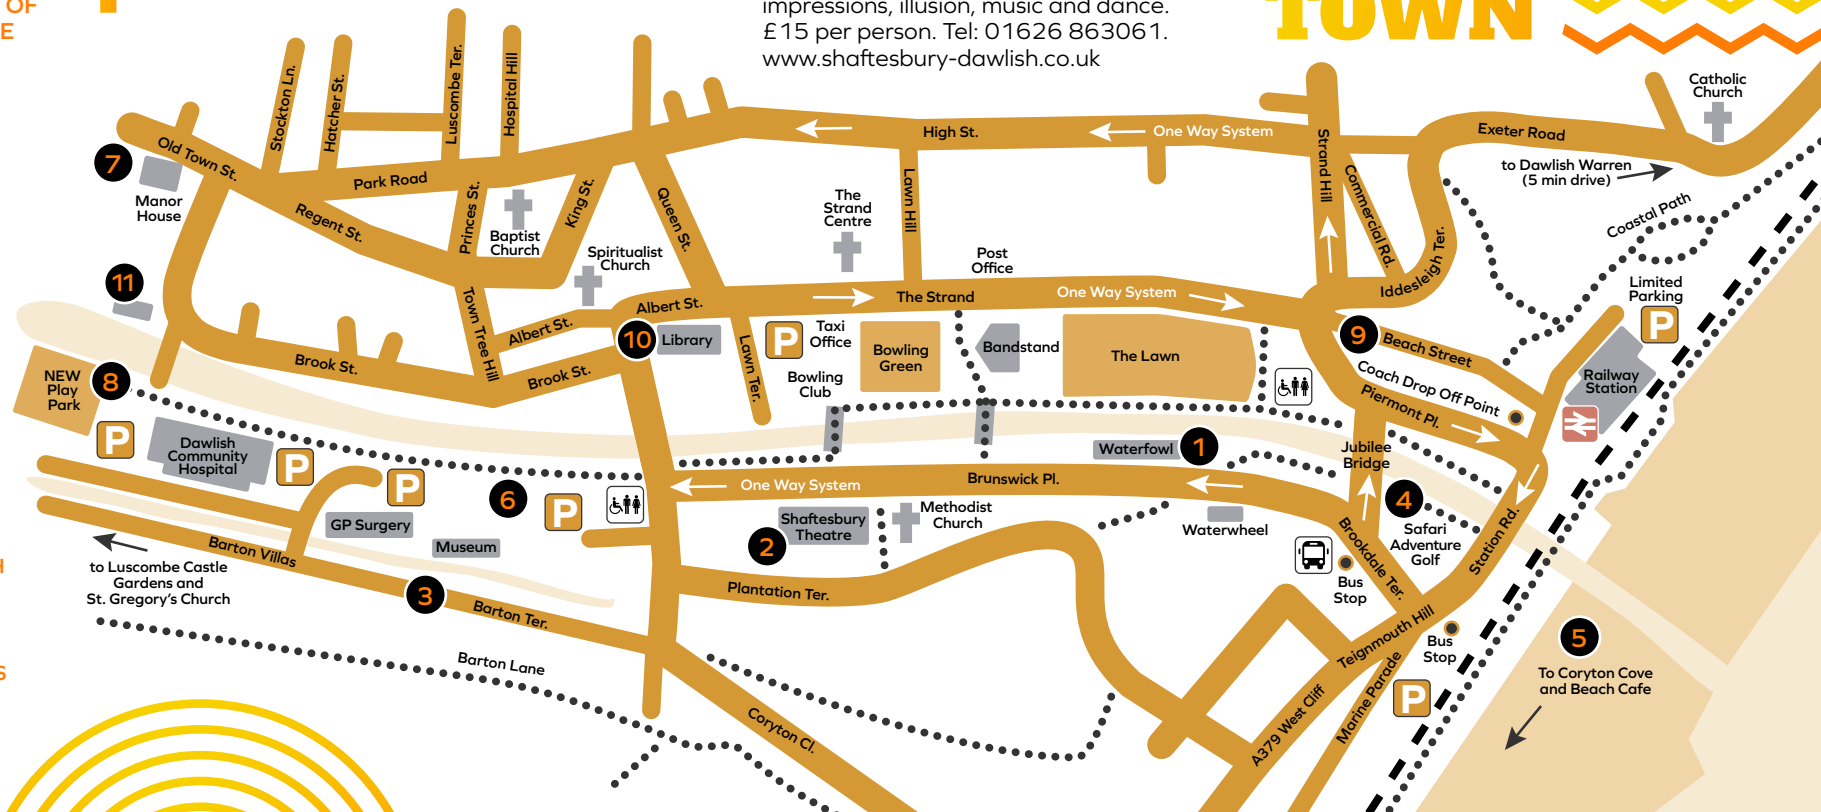 OF
E
impressions, illusion, music and dance.
£15 per person. Tel: 01626 863061.
www.shaftesbury-dawlish.co.uk
TOWN
Catholic
Church
Stockton Ln.
Hatcher St.
Luscombe Ter.
Hospital Hill
High St.
One Way System
Strand Hill
Exeter Road
to Dawlish Warren
(5 min drive)
Old Town St.
7
Manor
House
Park Road
Regent St.
Princes St.
Baptist
Church
King St.
Queen St.
The
Strand
Centre
Lawn Hill
Commercial Rd.
Iddesleigh Ter.
Coastal Path
Spiritualist
Church
Post
Office
Limited
Parking
P
11
Town Tree Hill
Albert St.
Albert St.
The Strand
One Way System
10
Library
Lawn Ter.
P
Taxi
Office
Bowling
Green
Bandstand
The Lawn
9
Beach Street
Coach Drop Off Point
Piermont Pl.
Railway
Station
Brook St.
Brook St.
Bowling
Club
NEW
Play
Park
8
P
Dawlish
Community
Hospital
P
P
GP Surgery
Museum
6
P
One Way System
Brunswick Pl.
Waterfowl
1
Jubilee
Bridge
Waterwheel
4
Safari
Adventure
Golf
Station Rd.
Shaftesbury
Theatre
2
Methodist
Church
Brookdale Ter.
Bus
Stop
Barton Villas
to Luscombe Castle
Gardens and
St. Gregory's Church
3
Barton Ter.
Plantation Ter.
Teignmouth Hill
Bus
Stop
5
To Coryton Cove
and Beach Cafe
Barton Lane
Coryton Cl.
A379 West Cliff
Marine Parade
P
H
S